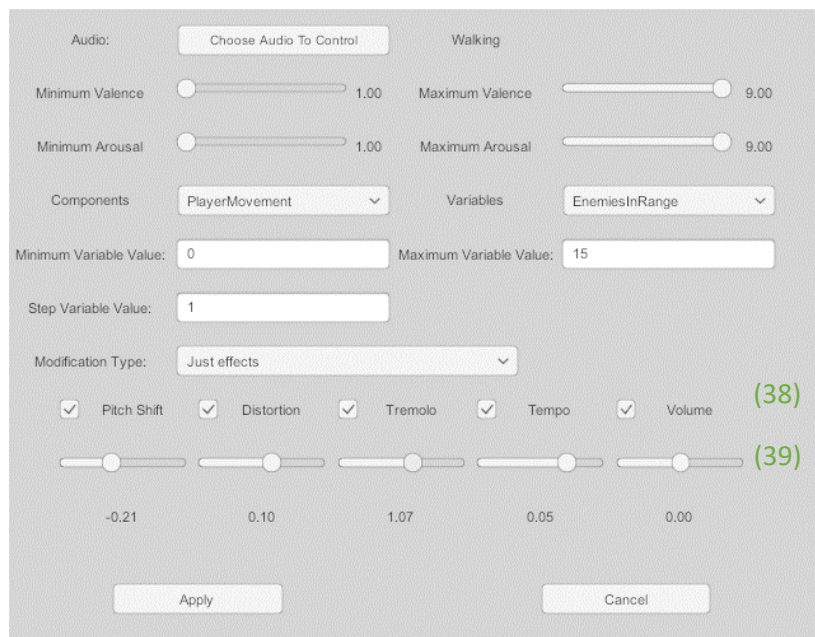 Audio: Choose Audio To Control Walking
Minimum Valence 1.00 Maximum Valence 9.00
Minimum Arousal 1.00 Maximum Arousal 9.00
Components PlayerMovement Variables EnemiesInRange
Minimum Variable Value: 0 Maximum Variable Value: 15
Step Variable Value: 1
Modification Type: Just effects
Pitch Shift Distortion Tremolo Tempo Volume (38)
(39)
-0.21 0.10 1.07 0.05 0.00
Apply Cancel